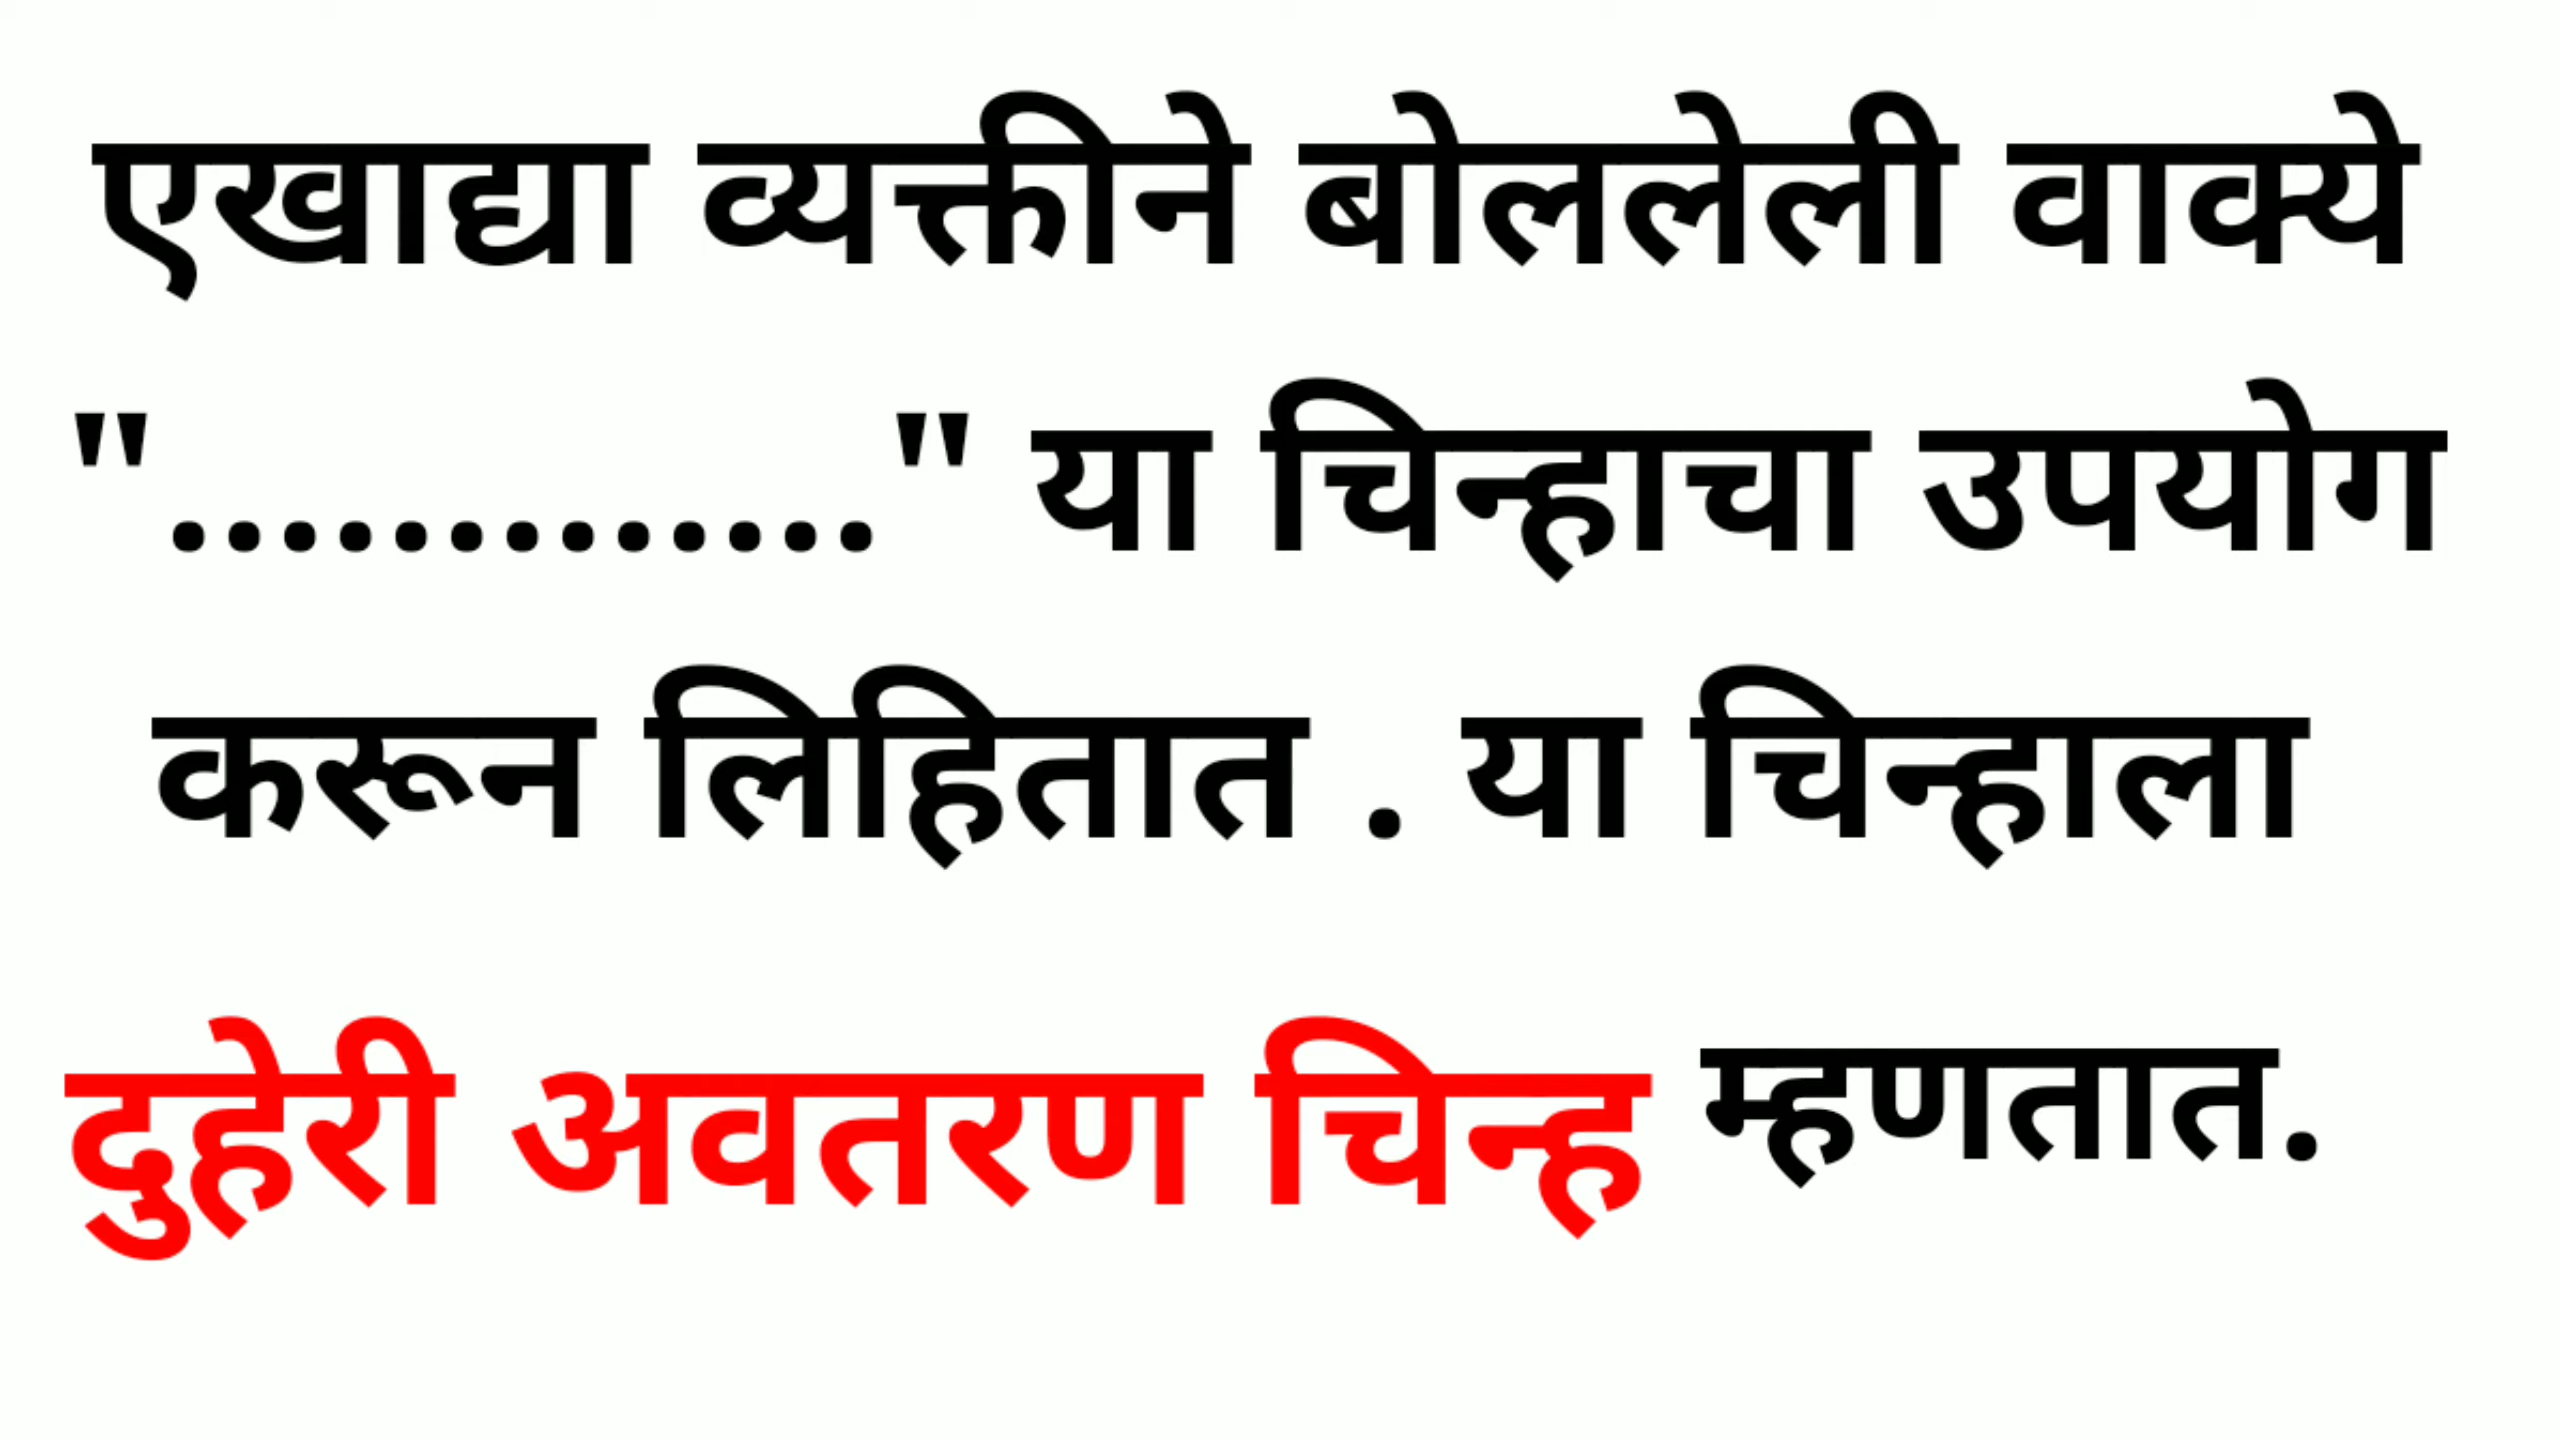 एखाद्या व्यक्तीने बोललेली वाक्ये
"............." या चिन्हाचा उपयोग
करून लिहितात . या चिन्हाला
दुहेरी अवतरण चिन्ह म्हणतात.